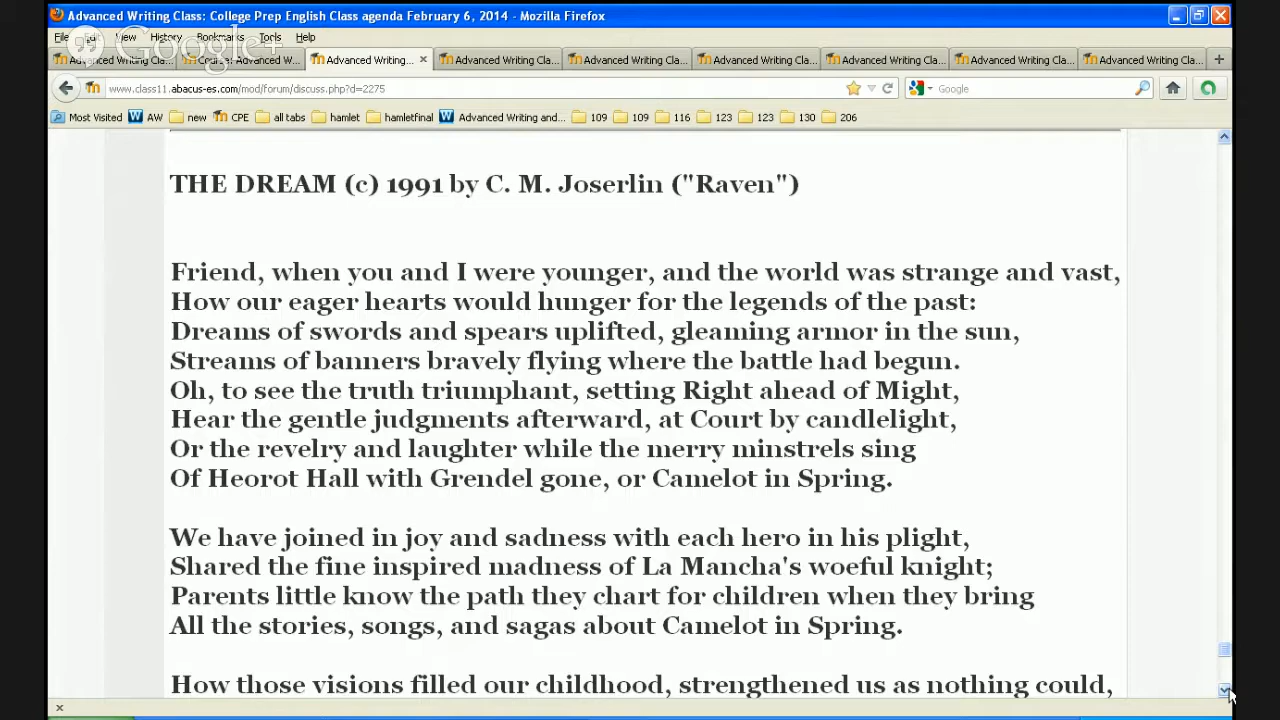 Advanced Writing Class: College Prep English Class agenda February 6, 2014 - Mozilla Firefox
File Edit View History Bookmarks Tools Help
Google+
Advanced Writing Cla... Course: Advanced W... Advanced Writing... Advanced Writing Cla... Advanced Writing Cla... Advanced Writing Cla... Advanced Writing Cla... Advanced Writing Cla... Advanced Writing Cla...
www.class11.abacus-es.com/mod/forum/discuss.php?d=2275 Google
Most Visited AW new CPE all tabs hamlet hamletfinal Advanced Writing and... 109 109 116 123 123 130 206
THE DREAM (c) 1991 by C. M. Joserlin ("Raven")
Friend, when you and I were younger, and the world was strange and vast,
How our eager hearts would hunger for the legends of the past:
Dreams of swords and spears uplifted, gleaming armor in the sun,
Streams of banners bravely flying where the battle had begun.
Oh, to see the truth triumphant, setting Right ahead of Might,
Hear the gentle judgments afterward, at Court by candlelight,
Or the revelry and laughter while the merry minstrels sing
Of Heorot Hall with Grendel gone, or Camelot in Spring.
We have joined in joy and sadness with each hero in his plight,
Shared the fine inspired madness of La Mancha's woeful knight;
Parents little know the path they chart for children when they bring
All the stories, songs, and sagas about Camelot in Spring.
How those visions filled our childhood, strengthened us as nothing could,